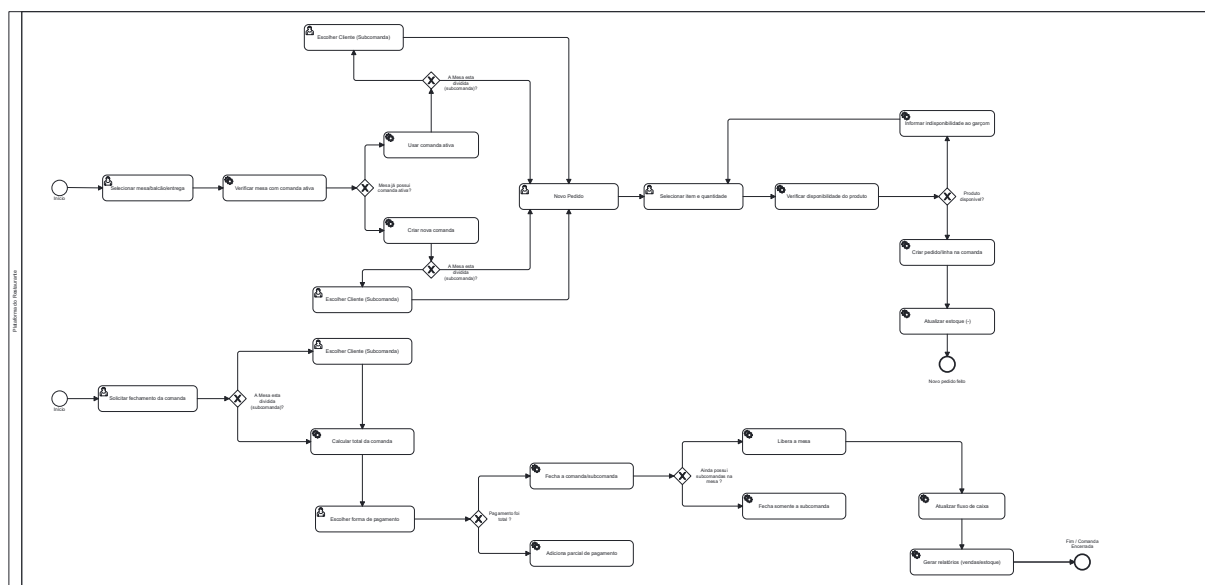 Plataforma do Restaurante
Escolher Cliente (Subcomanda)
A Mesa esta
dividida
(subcomanda)?
Usar comanda ativa
Informar indisponibilidade ao garçom
Início
Selecionar mesa/balcão/entrega
Verificar mesa com comanda ativa
Mesa já possui
comanda ativa?
Novo Pedido
Selecionar item e quantidade
Verificar disponibilidade do produto
Produto
disponível?
Criar nova comanda
A Mesa esta
dividida
(subcomanda)?
Criar pedido/linha na comanda
Escolher Cliente (Subcomanda)
Atualizar estoque (-)
Novo pedido feito
Escolher Cliente (Subcomanda)
Início
Solicitar fechamento da comanda
A Mesa esta
dividida
(subcomanda)?
Calcular total da comanda
Libera a mesa
Fecha a comanda/subcomanda
Ainda possui
subcomandas na
mesa ?
Escolher forma de pagamento
Pagamento foi
total ?
Fecha somente a subcomanda
Atualizar fluxo de caixa
Adiciona parcial de pagamento
Gerar relatórios (vendas/estoque)
Fim / Comanda
Encerrada